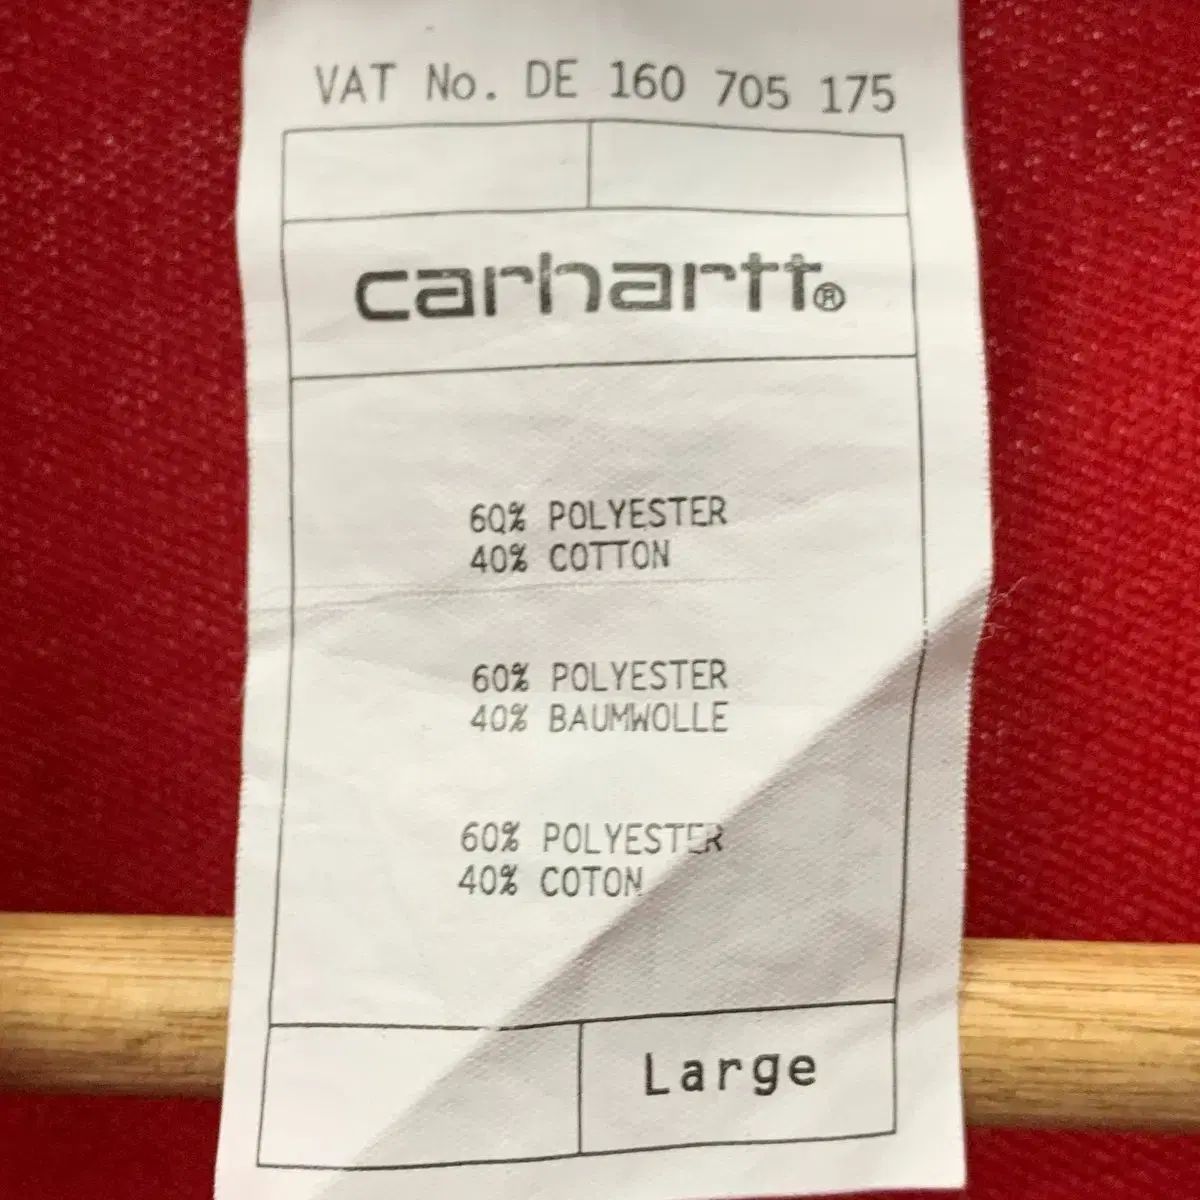 VAT No. DE 160 705 175
carhartt®
60% POLYESTER
40% COTTON
60% POLYESTER
40% BAUMWOLLE
60% POLYESTER
40% COTON
Large